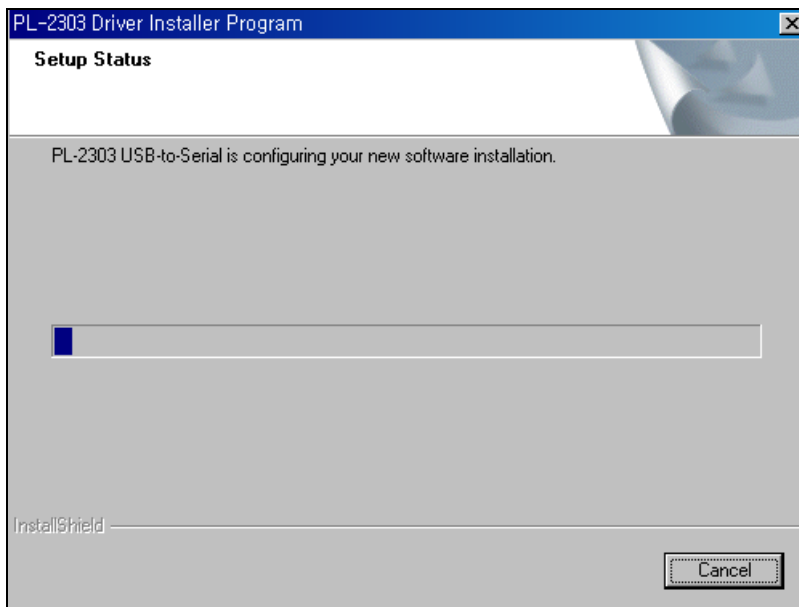 PL-2303 Driver Installer Program
Setup Status
PL-2303 USB-to-Serial is configuring your new software installation.
InstallShield
Cancel